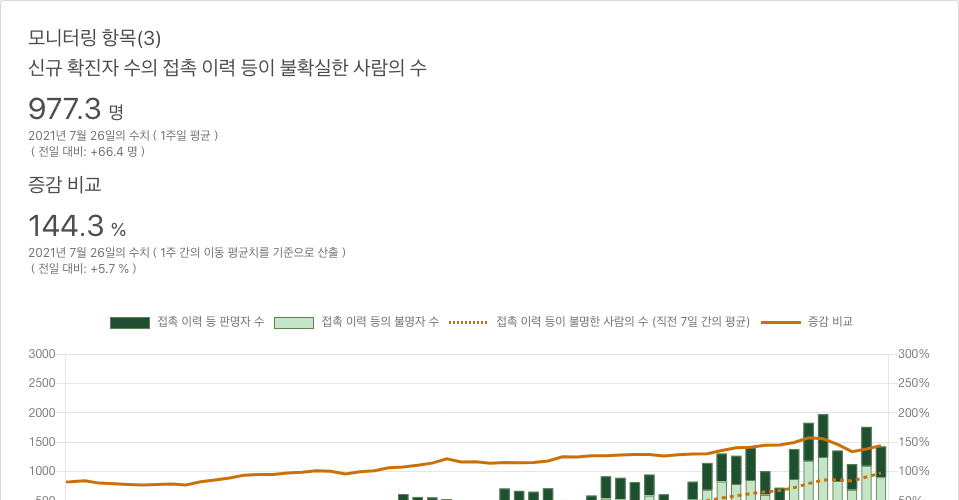 모니터링 항목(3)
신규 확진자 수의 접촉 이력 등이 불확실한 사람의 수
977.3 명
2021년 7월 26일의 수치 ( 1주일 평균 )
( 전일 대비: +66.4 명 )
증감 비교
144.3 %
2021년 7월 26일의 수치 ( 1주 간의 이동 평균치를 기준으로 산출 )
( 전일 대비: +5.7 % )
접촉 이력 등 판명자 수 접촉 이력 등의 불명자 수 접촉 이력 등이 불명한 사람의 수 (직전 7일 간의 평균) 증감 비교
3000 300%
2500 250%
2000 200%
1500 150%
1000 100%
500 50%